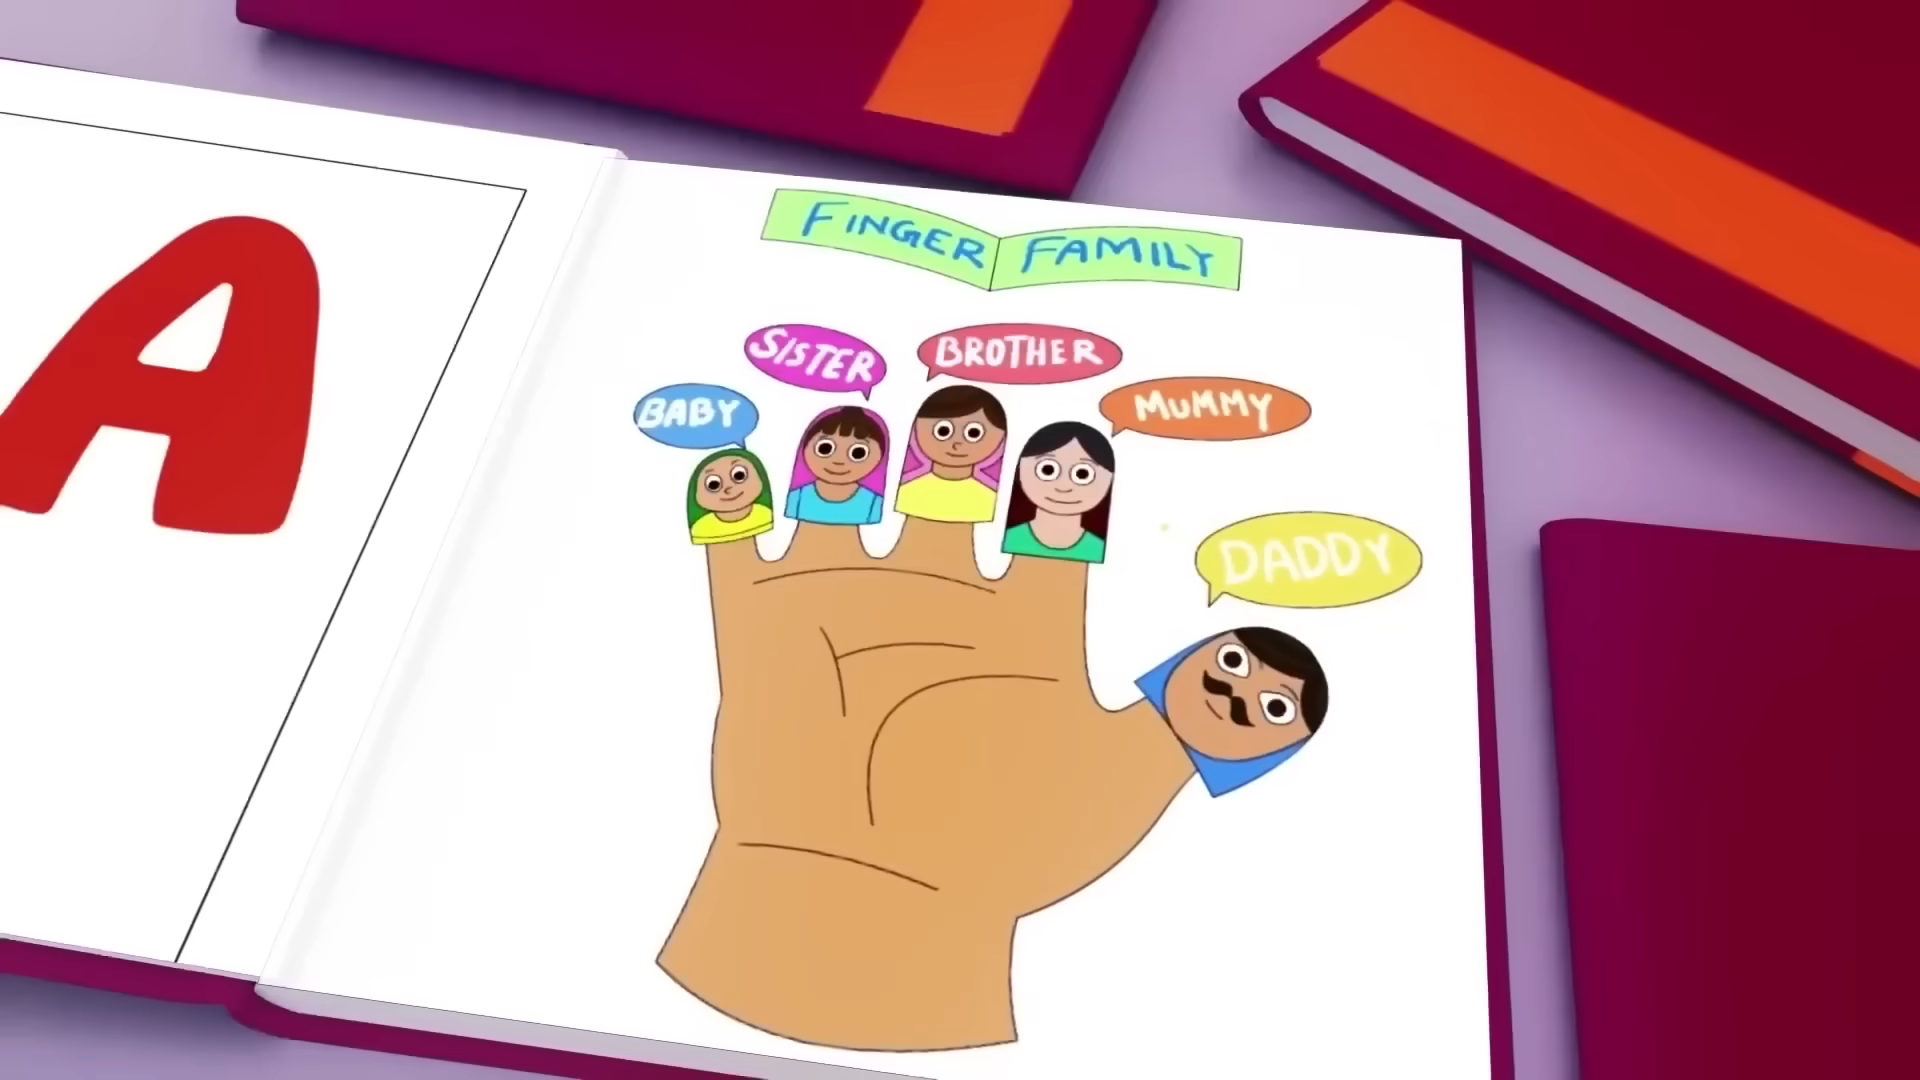 A
FINGER FAMILY
SISTER
BROTHER
BABY
MUMMY
DADDY